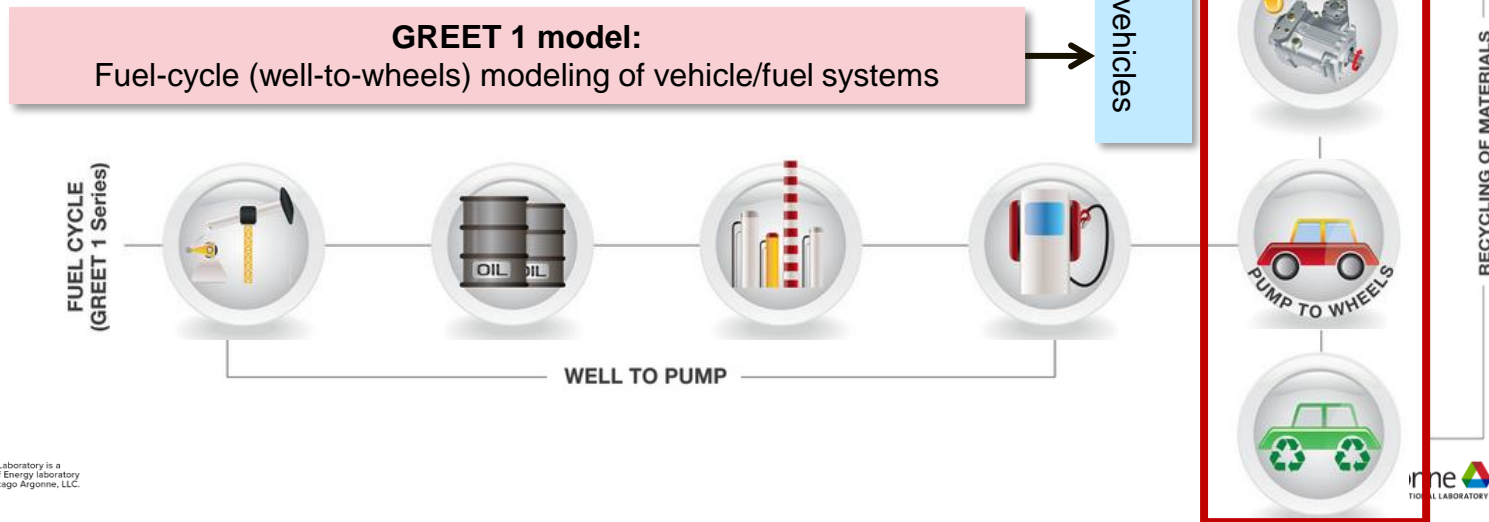 GREET 1 model:
Fuel-cycle (well-to-wheels) modeling of vehicle/fuel systems
vehicles
RECYCLING OF MATERIALS
FUEL CYCLE
(GREET 1 Series)
OIL
OIL
PUMP TO WHEELS
WELL TO PUMP
Laboratory is a
Energy laboratory
Argonne, LLC.
LABORATORY